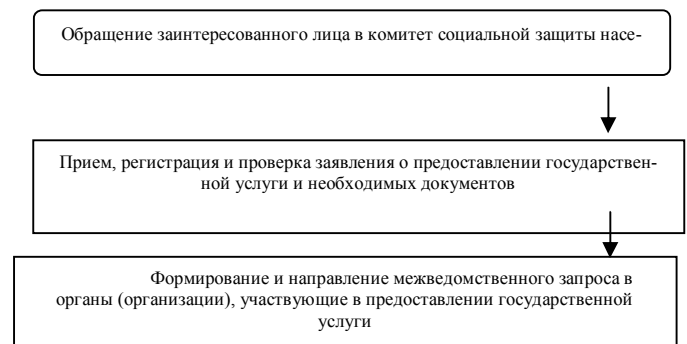 Обращение заинтересованного лица в комитет социальной защиты насе-
Прием, регистрация и проверка заявления о предоставлении государствен-
ной услуги и необходимых документов
Формирование и направление межведомственного запроса в
органы (организации), участвующие в предоставлении государственной
услуги